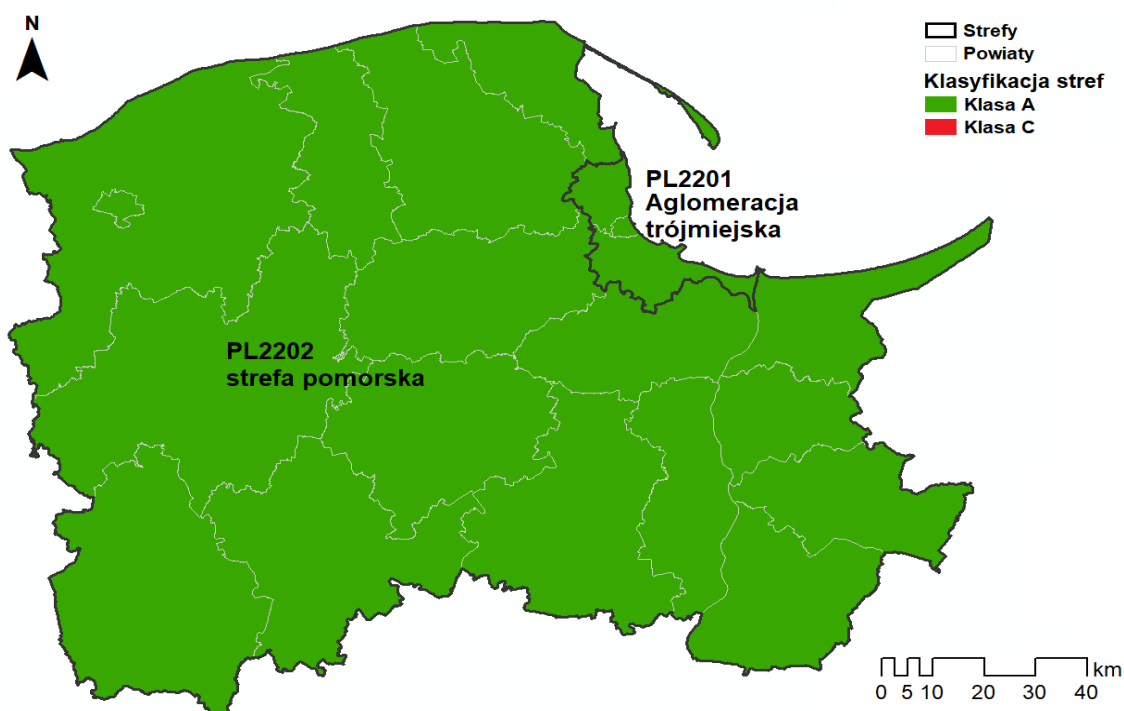 N
Strefy
Powiaty
Klasyfikacja stref
Klasa A
Klasa C
PL2201
Aglomeracja
trójmiejska
PL2202
strefa pomorska
km
0 5 10 20 30 40